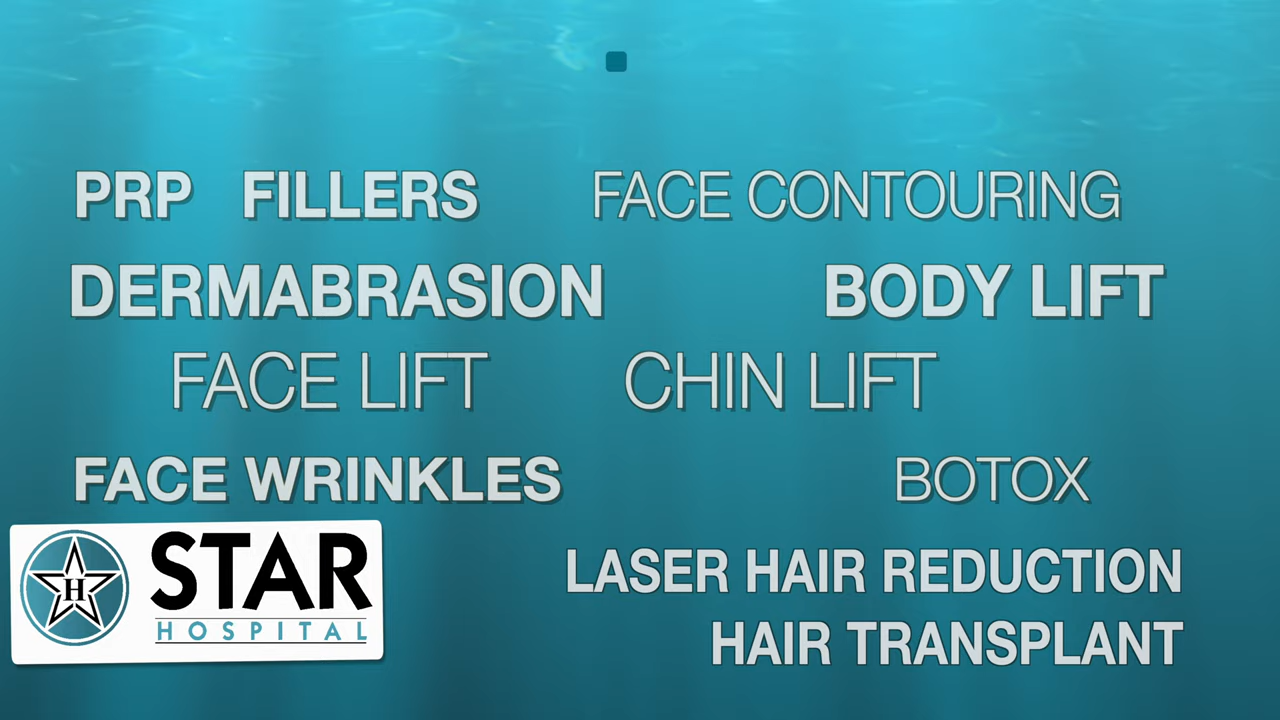 PRP FILLERS FACE CONTOURING
DERMABRASION BODY LIFT
FACE LIFT CHIN LIFT
FACE WRINKLES BOTOX
H
STAR
HOSPITAL
LASER HAIR REDUCTION
HAIR TRANSPLANT